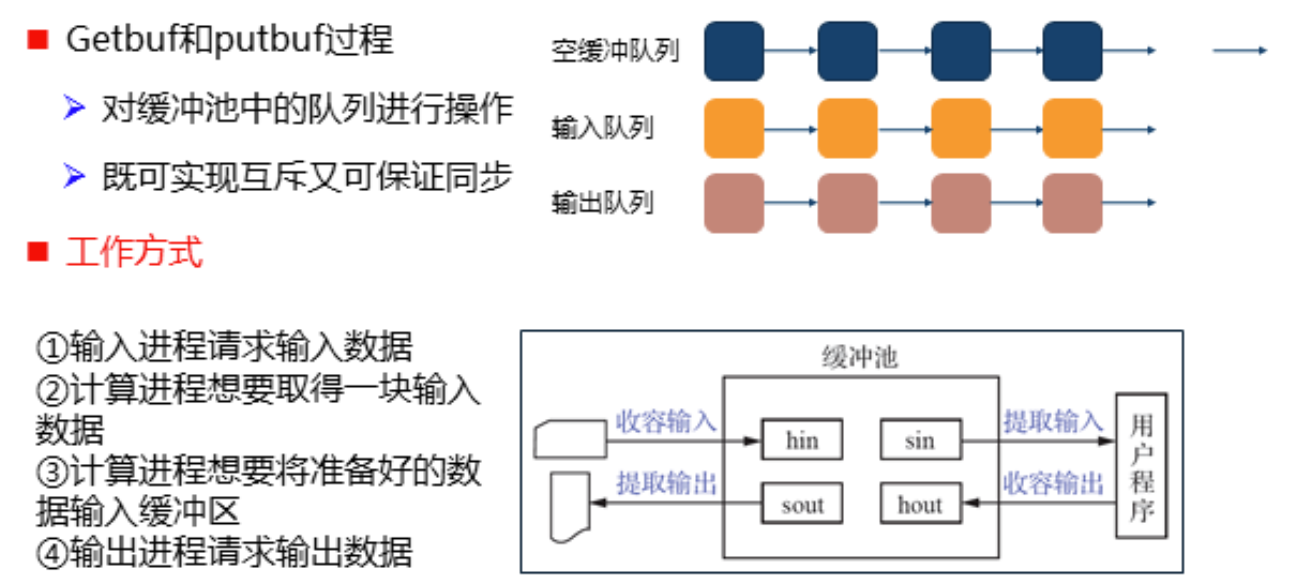 ■ Getbuf和putbuf过程
➢ 对缓冲池中的队列进行操作
➢ 既可实现互斥又可保证同步
■ 工作方式
空缓冲队列
输入队列
输出队列
①输入进程请求输入数据
②计算进程想要取得一块输入
数据
③计算进程想要将准备好的数
据输入缓冲区
④输出进程请求输出数据
缓冲池
收容输入
hin
sin
提取输入
提取输出
sout
hout
收容输出
用户程序